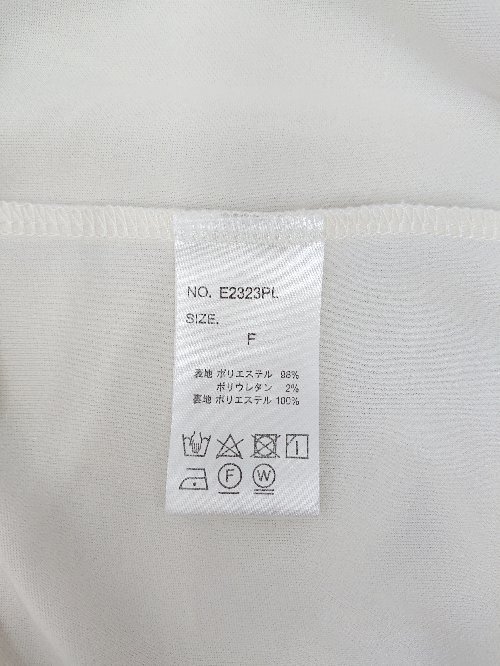 NO. E2323PL
SIZE.
F
表地 ポリエステル 98%
ポリウレタン 2%
裏地 ポリエステル 100%
F W